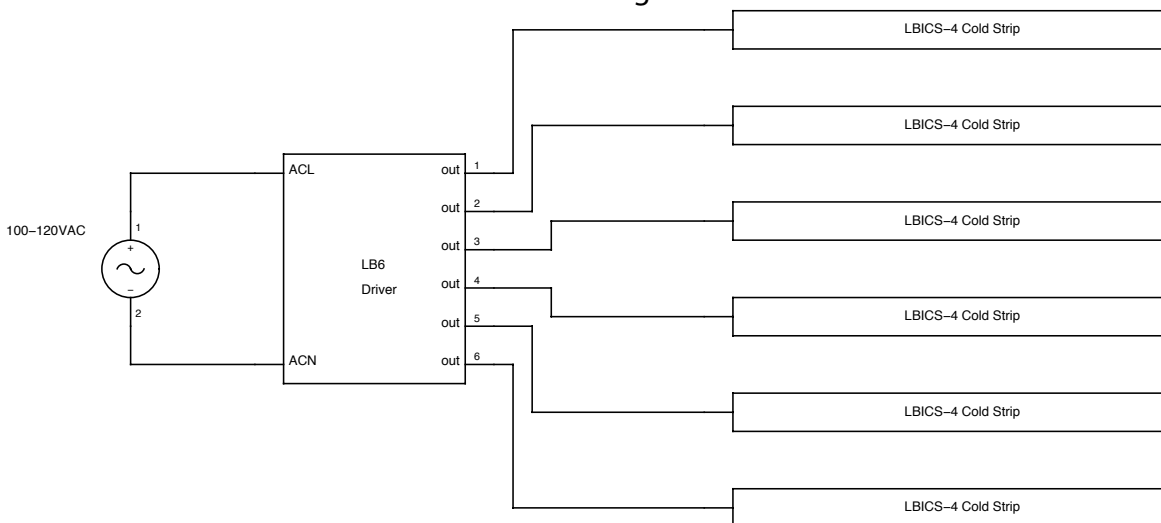 LBICS−4 Cold Strip
LBICS−4 Cold Strip
ACL
out
1
out
2
100−120VAC
1
+
−
2
LBICS−4 Cold Strip
out
3
LB6
Driver
out
4
LBICS−4 Cold Strip
out
5
ACN
out
6
LBICS−4 Cold Strip
LBICS−4 Cold Strip